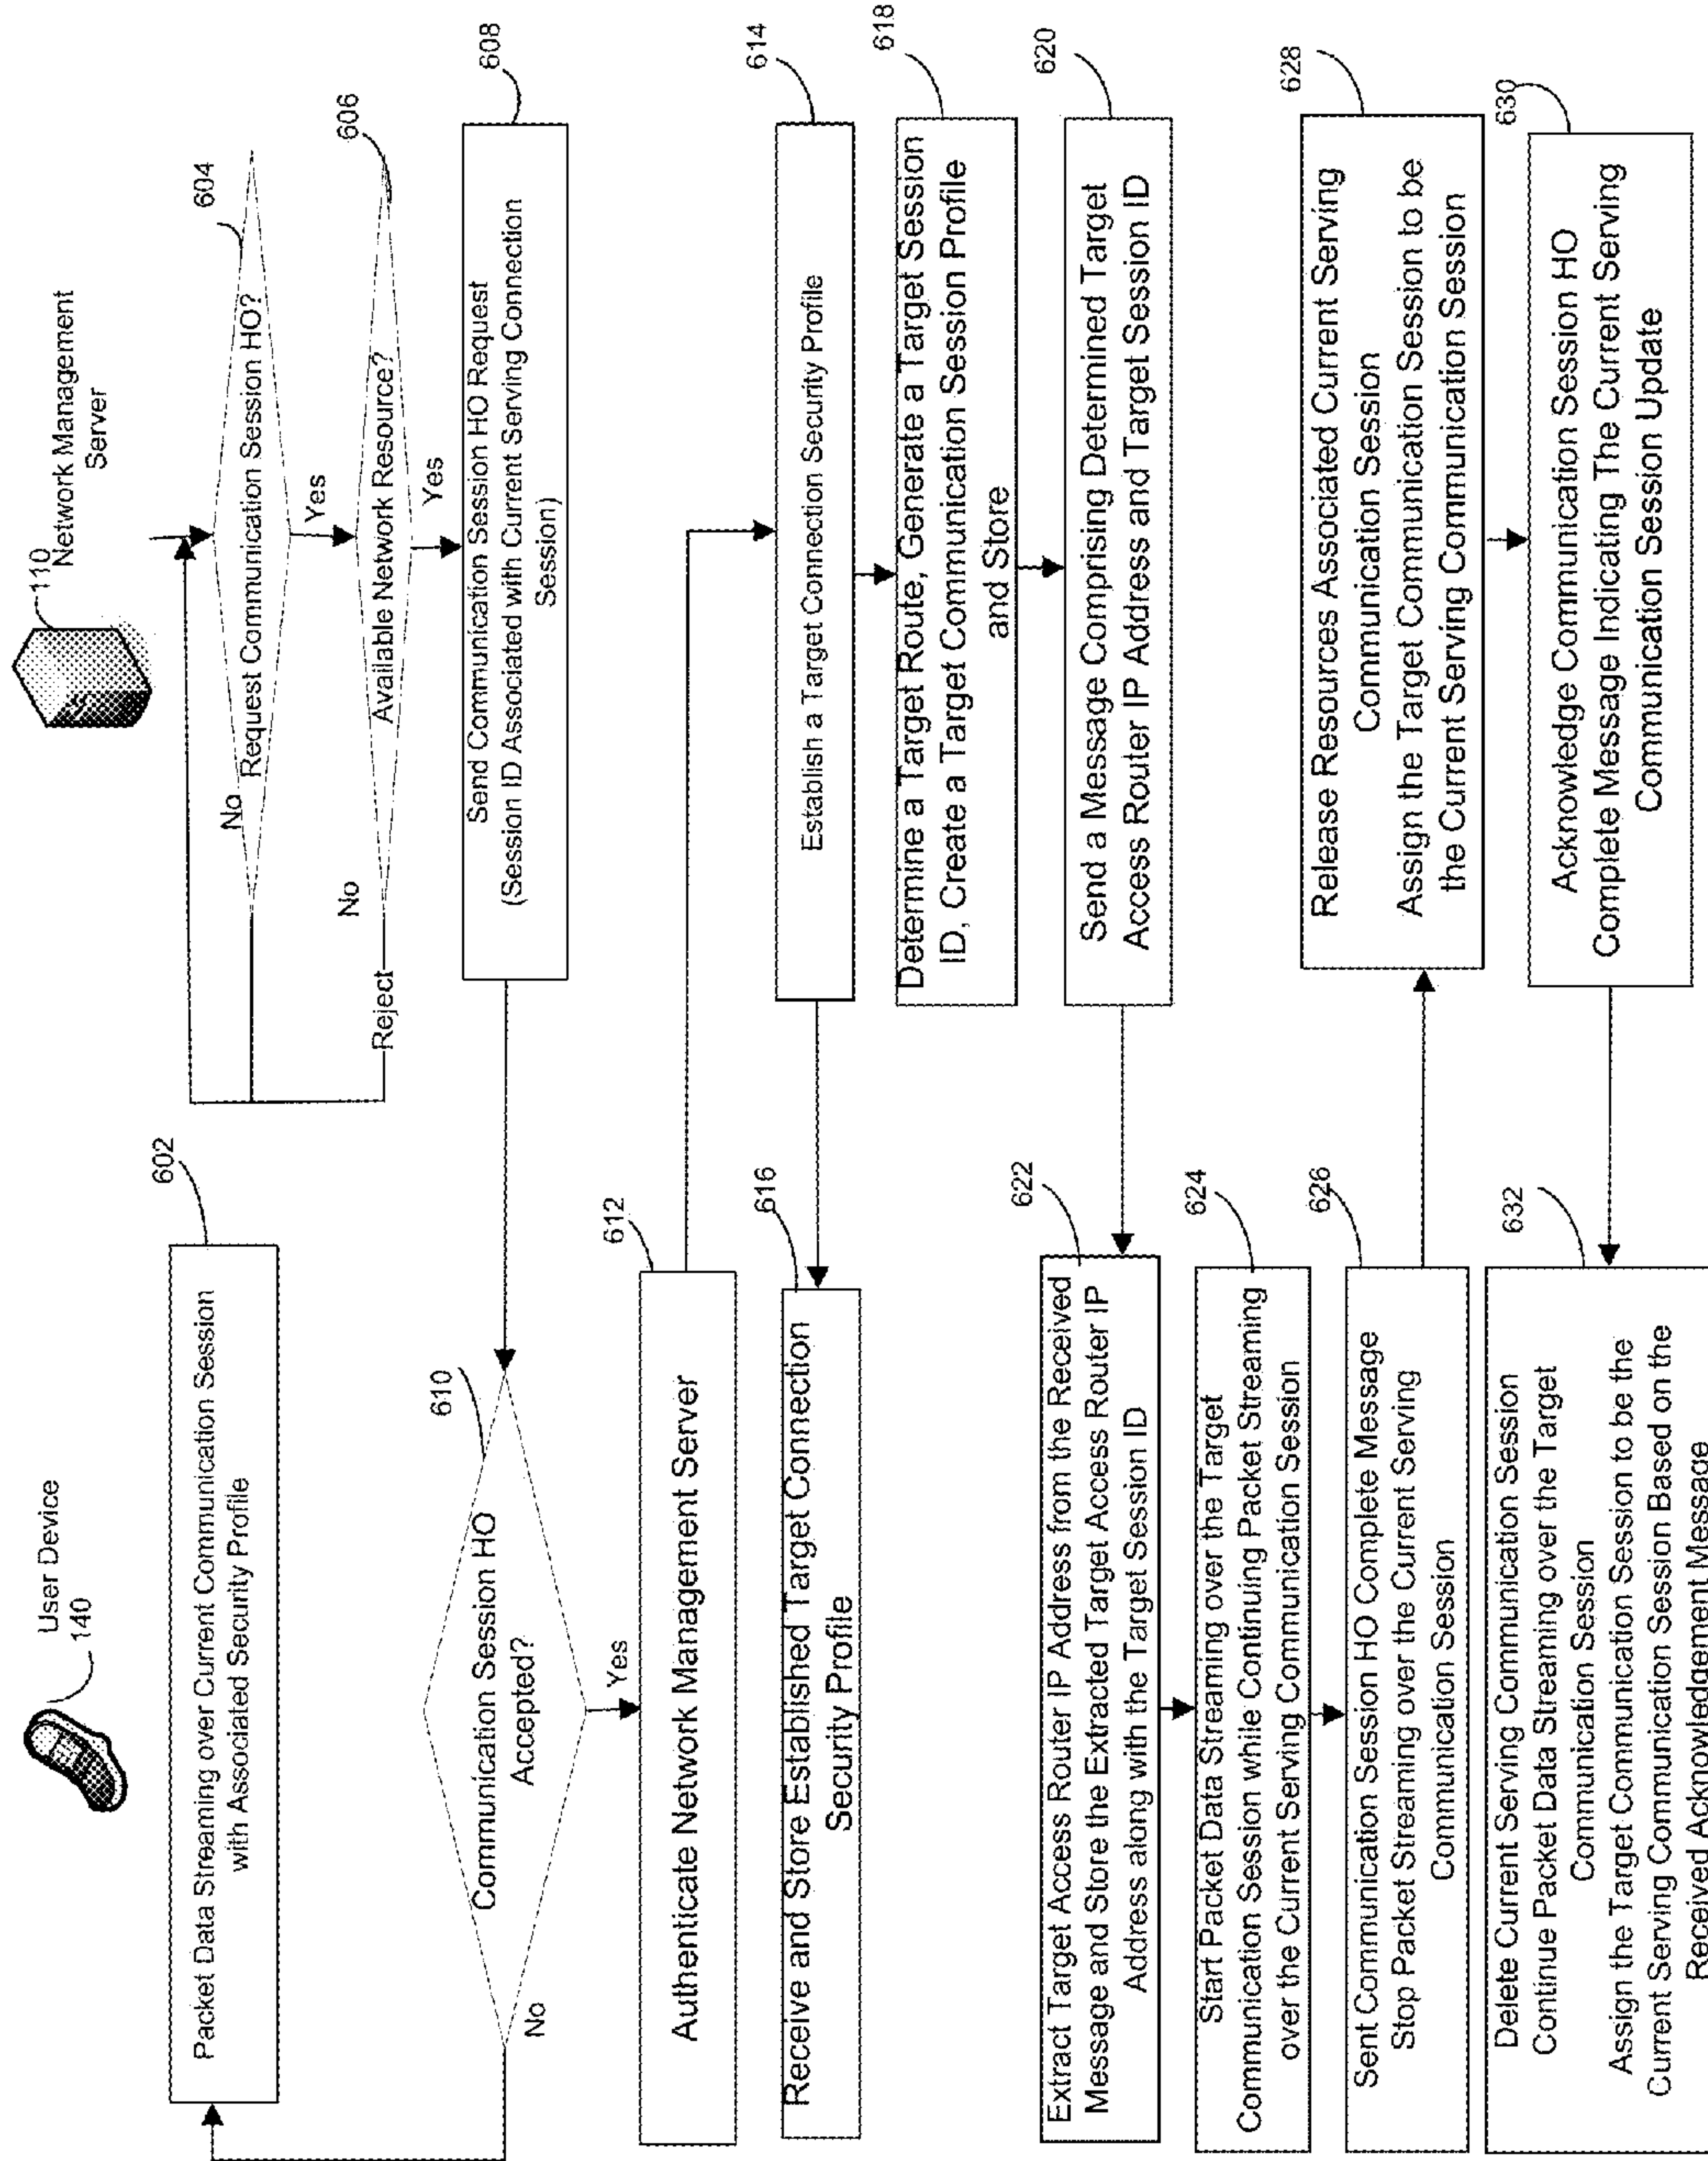 User Device
140
110
Network Management
Server
602
Packet Data Streaming over Current Communication Session
with Associated Security Profile
604
Request Communication Session HO?
No
Yes
606
Available Network Resource?
No
Reject
Yes
608
Send Communication Session HO Request
(Session ID Associated with Current Serving Connection
Session)
610
Communication Session HO
Accepted?
No
Yes
612
Authenticate Network Management Server
614
Establish a Target Connection Security Profile
616
Receive and Store Established Target Connection
Security Profile
618
Determine a Target Route, Generate a Target Session
ID, Create a Target Communication Session Profile
and Store
620
Send a Message Comprising Determined Target
Access Router IP Address and Target Session ID
622
Extract Target Access Router IP Address from the Received
Message and Store the Extracted Target Access Router IP
Address along with the Target Session ID
624
Start Packet Data Streaming over the Target
Communication Session while Continuing Packet Streaming
over the Current Serving Communication Session
626
Sent Communication Session HO Complete Message
Stop Packet Streaming over the Current Serving
Communication Session
628
Release Resources Associated Current Serving
Communication Session
Assign the Target Communication Session to be
the Current Serving Communication Session
630
Acknowledge Communication Session HO
Complete Message Indicating The Current Serving
Communication Session Update
632
Delete Current Serving Communication Session
Continue Packet Data Streaming over the Target
Communication Session
Assign the Target Communication Session to be the
Current Serving Communication Session Based on the
Received Acknowledgement Message